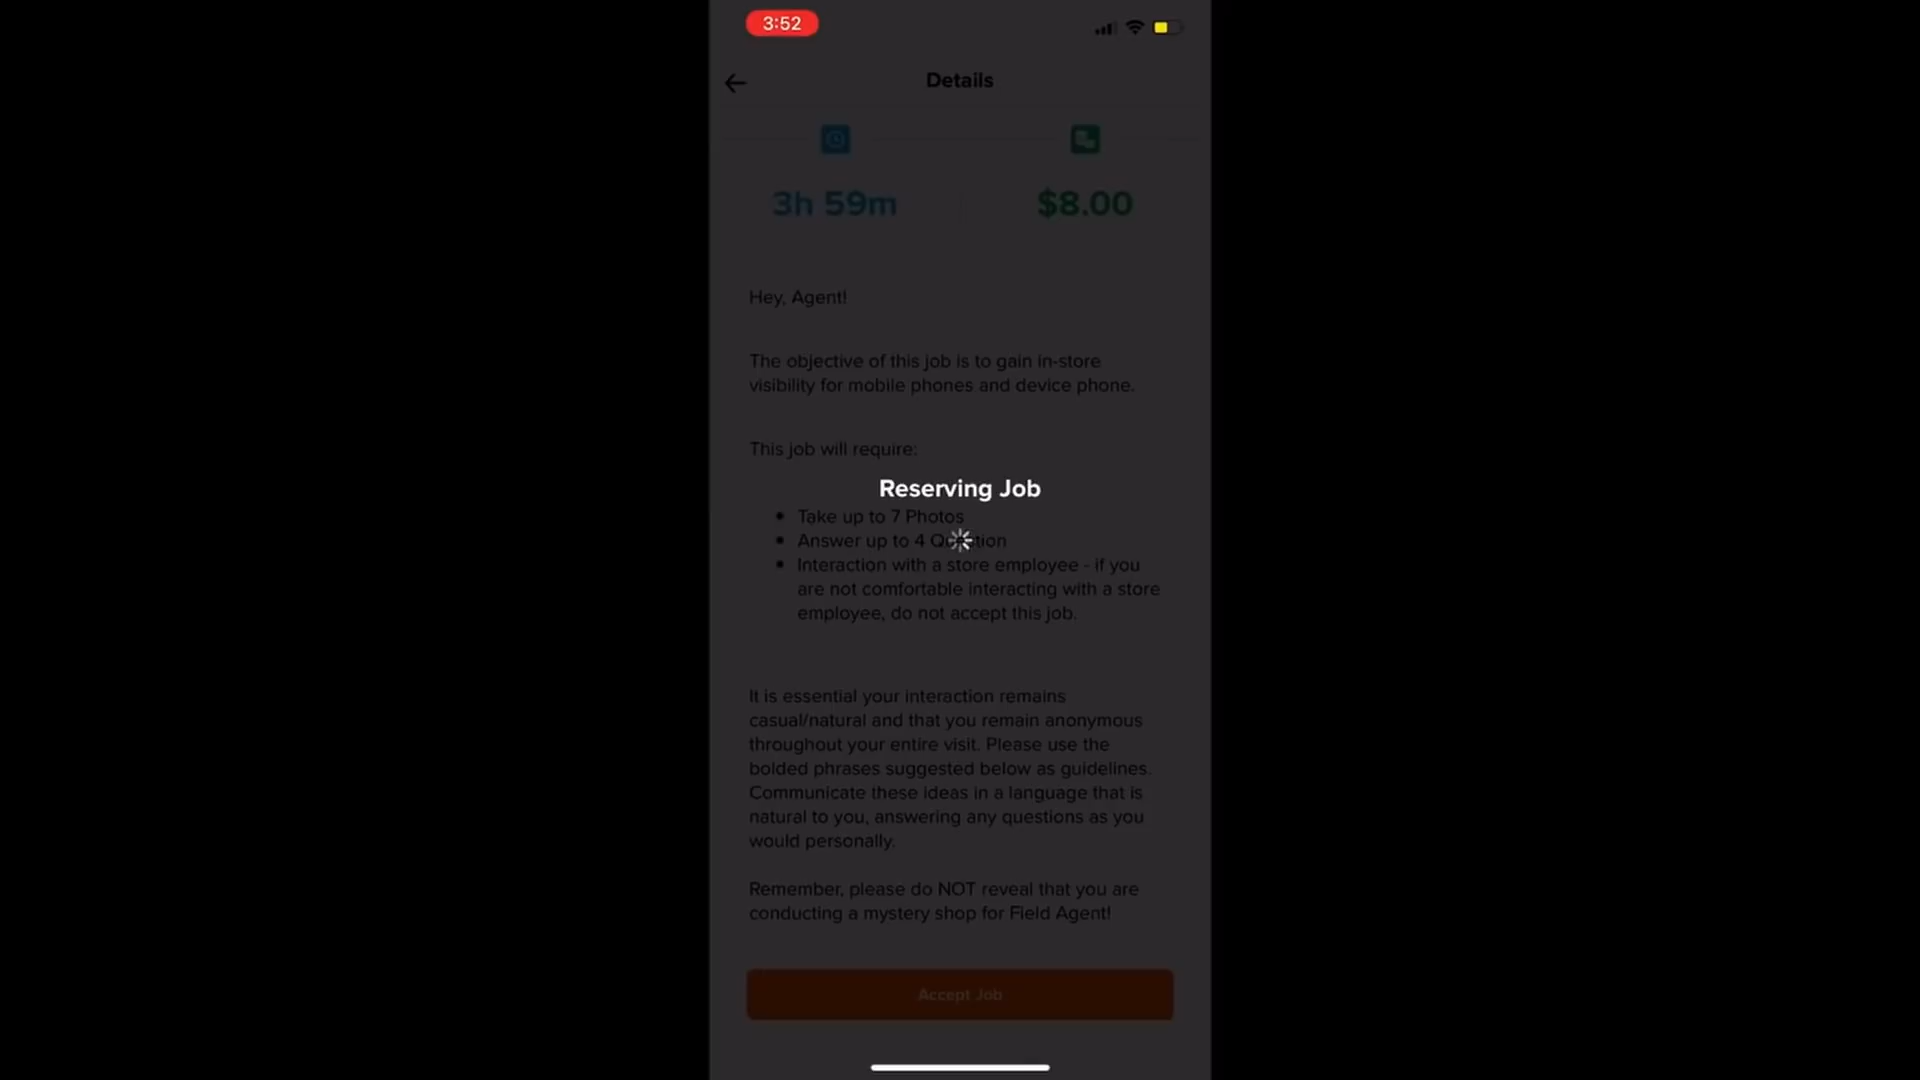 3:52
Details
3h 59m
$8.00
Hey, Agent!
The objective of this job is to gain in-store
visibility for mobile phones and device phone.
This job will require:
Reserving Job
• Take up to 7 Photos
• Answer up to 4 Question
• Interaction with a store employee - if you
are not comfortable interacting with a store
employee, do not accept this job.
It is essential your interaction remains
casual/natural and that you remain anonymous
throughout your entire visit. Please use the
bolded phrases suggested below as guidelines.
Communicate these ideas in a language that is
natural to you, answering any questions as you
would personally.
Remember, please do NOT reveal that you are
conducting a mystery shop for Field Agent!
Accept Job